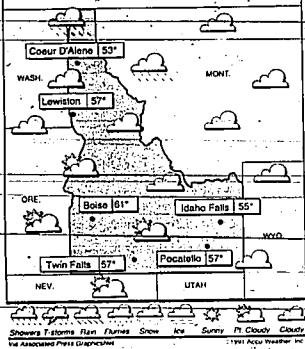 Coeur D'Alene 53°
WASH.
MONT.
Lewiston 57°
ORE.
Boise 61°
Idaho Falls 55°
WYO.
Twin Falls 57°
Pocatello 57°
NEV.
UTAH
Showers T-storms Rain Flurries Snow Ice Sunny Pt. Cloudy Cloudy
Via Associated Press GraphicsNet
1991 Accu-Weather, Inc.